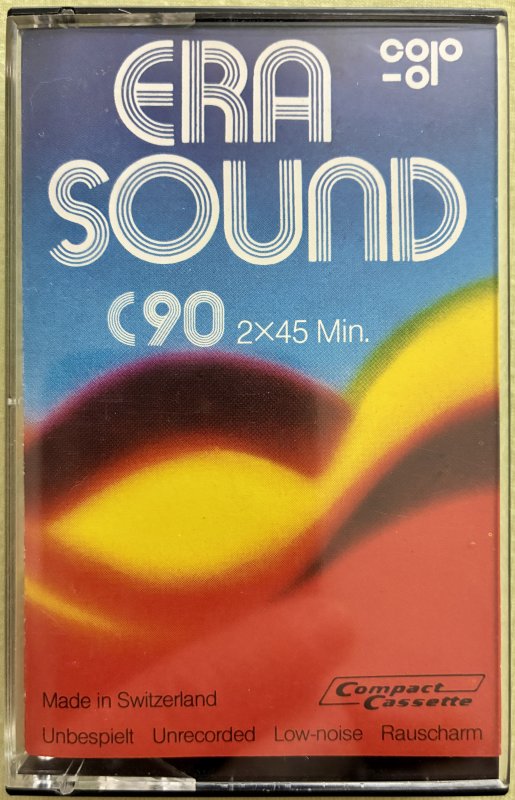 ERA
SOUND
C90 2×45 Min.
Made in Switzerland
Compact
Cassette
Unbespielt Unrecorded Low-noise Rauscharm